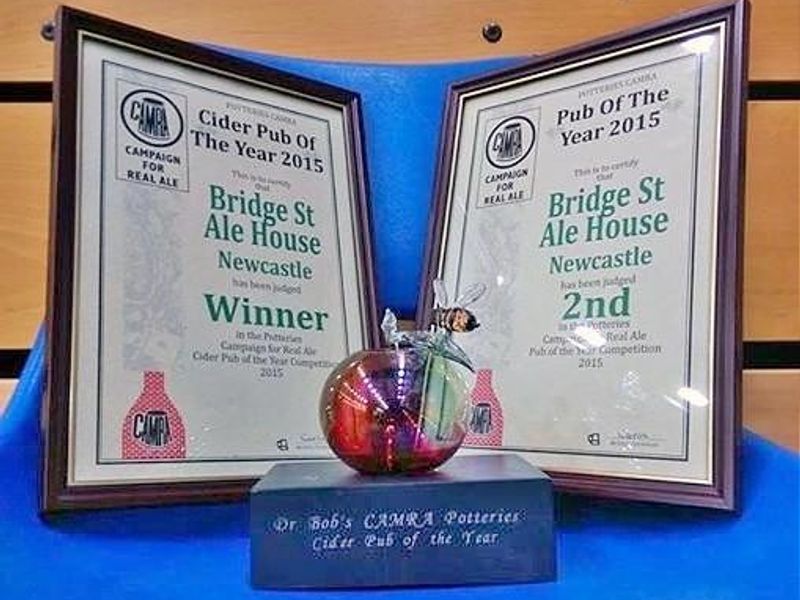 POTTERIES CAMRA
Cider Pub Of
The Year 2015
CAMRA
CAMPAIGN
FOR
REAL ALE
This is to certify
that
Bridge St
Ale House
Newcastle
has been judged
Winner
in the Potteries
Campaign for Real Ale
Cider Pub of the Year Competition
2015
CAMRA
POTTERIES CAMRA
Pub Of The
Year 2015
CAMRA
CAMPAIGN
FOR
REAL ALE
This is to certify
that
Bridge St
Ale House
Newcastle
has been judged
2nd
in the Potteries
Campaign for Real Ale
Pub of the Year Competition
2015
CAMRA
Dr Bob's CAMRA Potteries
Cider Pub of the Year